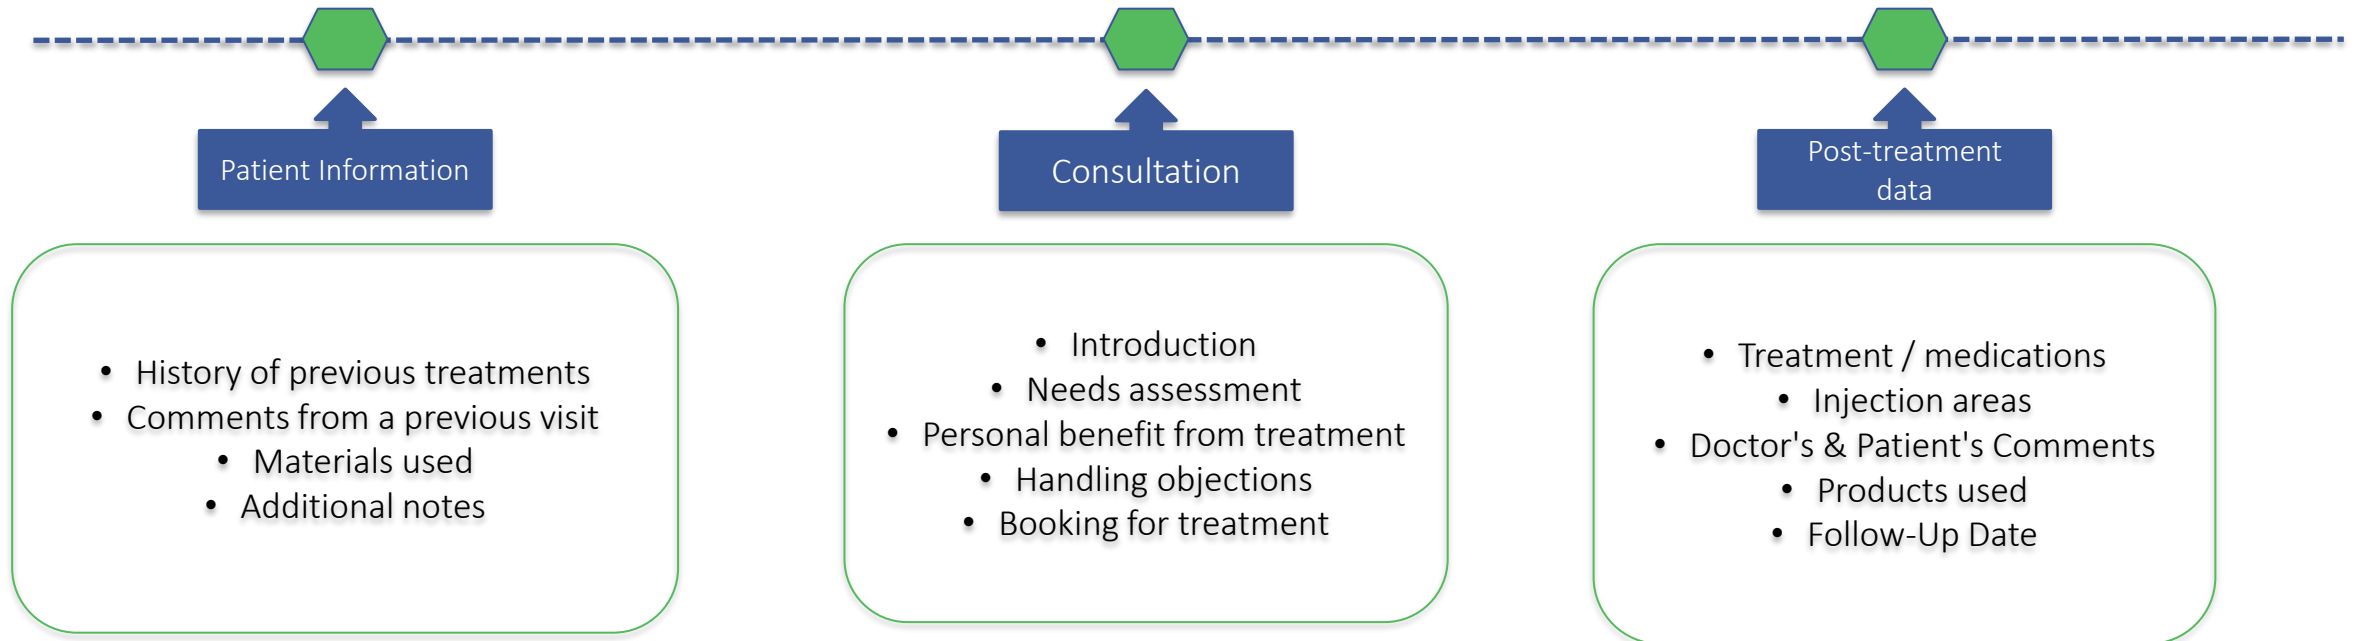 Patient Information
Consultation
Post-treatment
data
• History of previous treatments
• Comments from a previous visit
• Materials used
• Additional notes
• Introduction
• Needs assessment
• Personal benefit from treatment
• Handling objections
• Booking for treatment
• Treatment / medications
• Injection areas
• Doctor's & Patient's Comments
• Products used
• Follow-Up Date